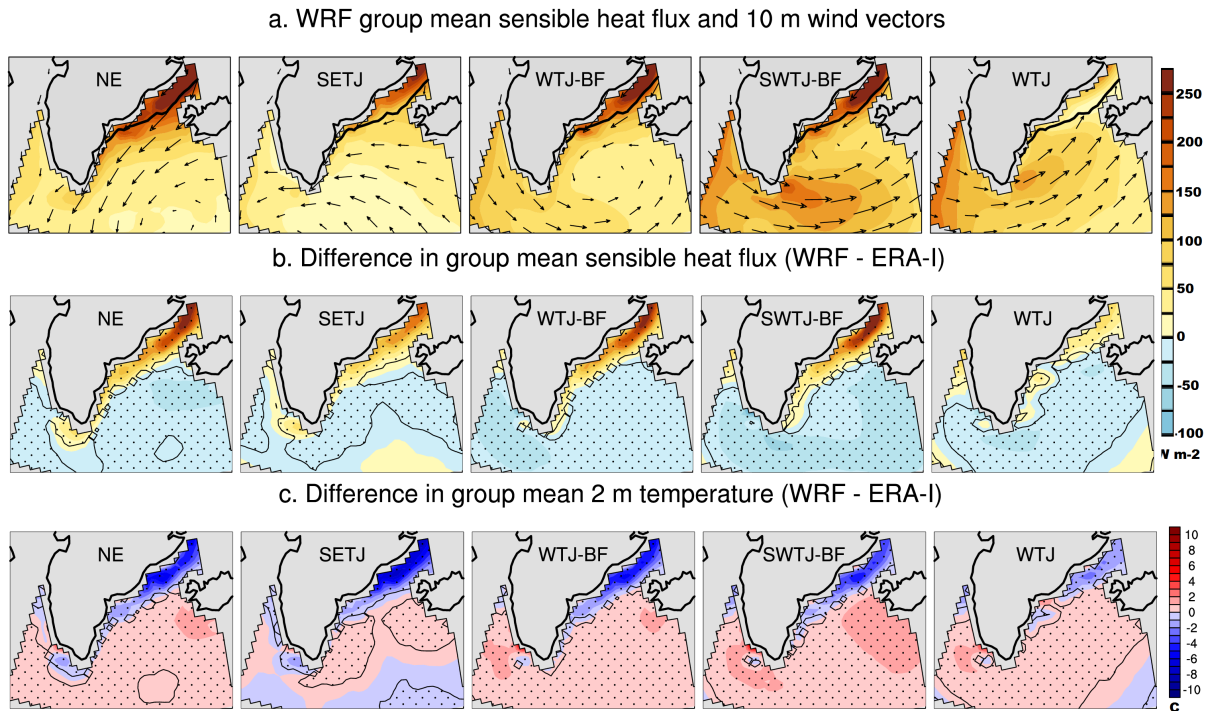 a. WRF group mean sensible heat flux and 10 m wind vectors
NE SETJ WTJ-BF SWTJ-BF WTJ
250
200
150
100
50
0
-50
-100
W m-2
b. Difference in group mean sensible heat flux (WRF - ERA-I)
NE SETJ WTJ-BF SWTJ-BF WTJ
c. Difference in group mean 2 m temperature (WRF - ERA-I)
NE SETJ WTJ-BF SWTJ-BF WTJ
10
8
6
4
2
0
-2
-4
-6
-8
-10
C